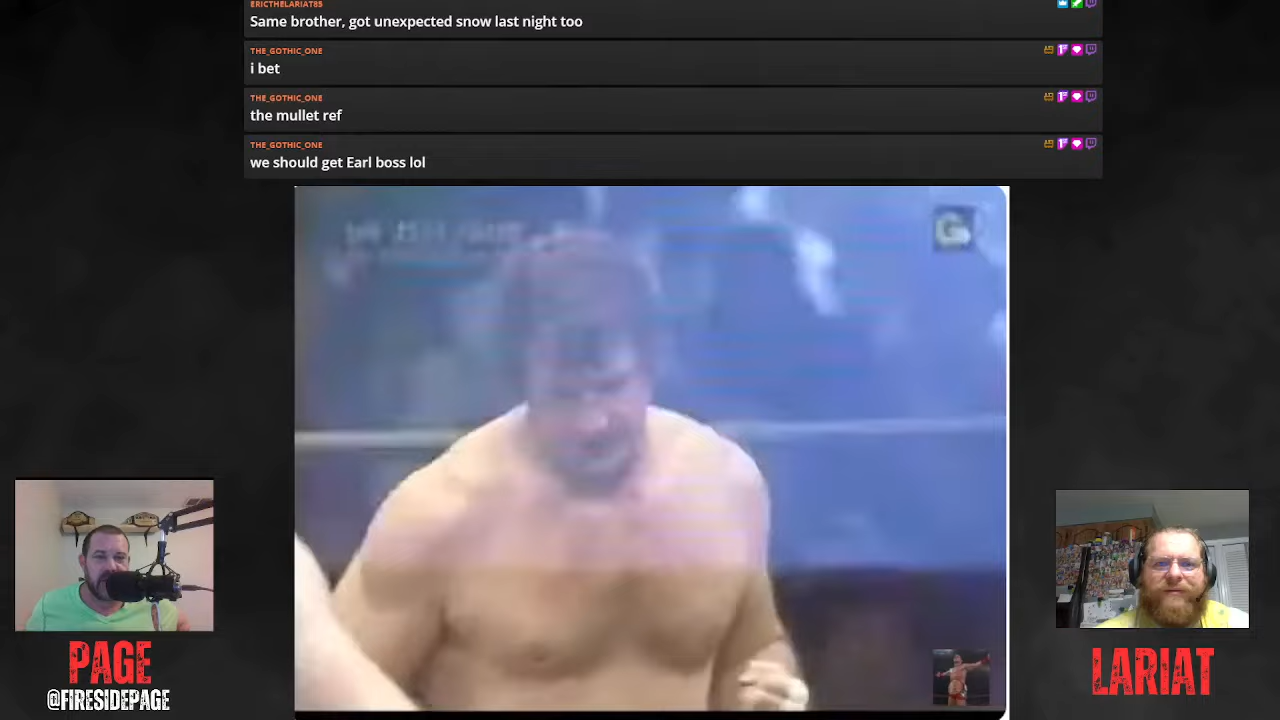 ERICTHELARIAT85
Same brother, got unexpected snow last night too
THE_GOTHIC_ONE
i bet
THE_GOTHIC_ONE
the mullet ref
THE_GOTHIC_ONE
we should get Earl boss lol
G
PAGE
@FIRESIDEPAGE
LARIAT